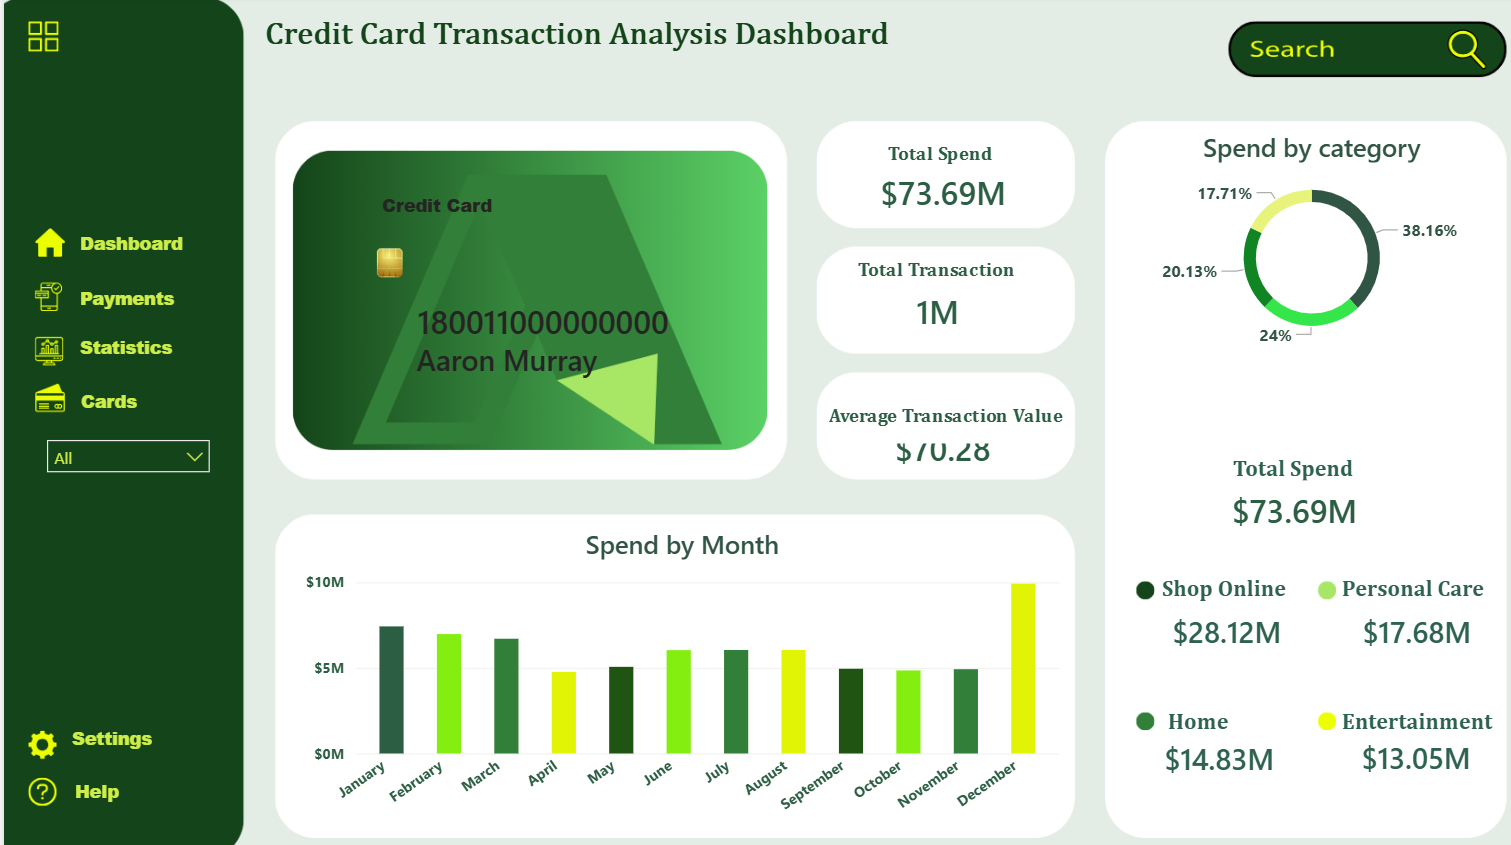 Credit Card Transaction Analysis Dashboard
Search
Dashboard
Payments
Statistics
Cards
All
Settings
Help
Credit Card
180011000000000
Aaron Murray
Total Spend
$73.69M
Total Transaction
1M
Average Transaction Value
$70.28
Spend by category
17.71%
38.16%
20.13%
24%
Total Spend
$73.69M
Shop Online
$28.12M
Personal Care
$17.68M
Home
$14.83M
Entertainment
$13.05M
Spend by Month
$10M
$5M
$0M
January
February
March
April
May
June
July
August
September
October
November
December